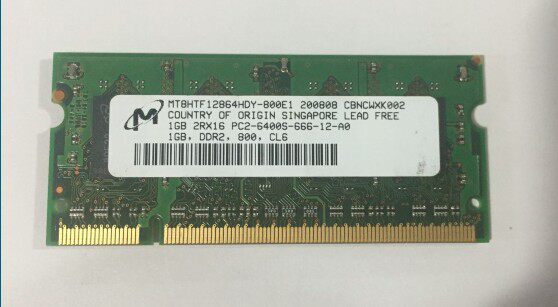 MT8HTF12864HDY-800E1 200808 CBNCWXK002
COUNTRY OF ORIGIN SINGAPORE LEAD FREE
1GB 2RX16 PC2-6400S-666-12-A0
1GB, DDR2, 800, CL6